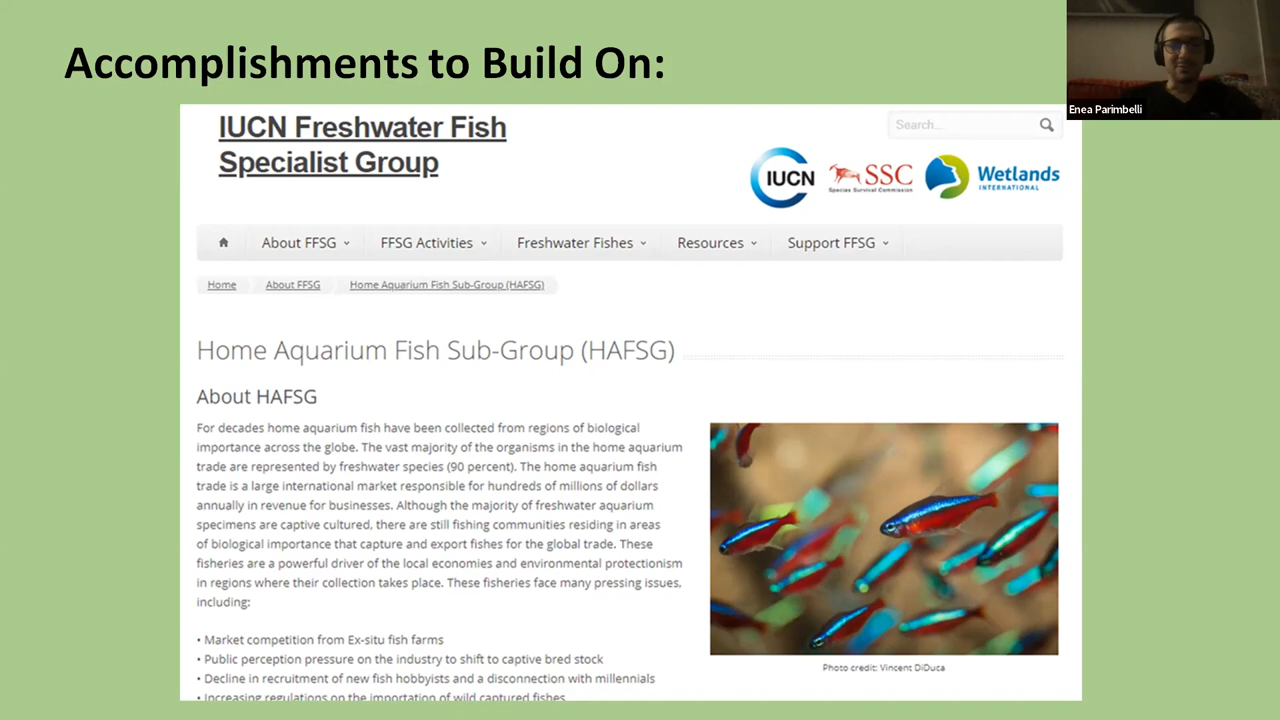 Accomplishments to Build On:
Enea Parimbelli
IUCN Freshwater Fish
Specialist Group
Search...
IUCN
SSC
Species Survival Commission
Wetlands
INTERNATIONAL
About FFSG
FFSG Activities
Freshwater Fishes
Resources
Support FFSG
Home
About FFSG
Home Aquarium Fish Sub-Group (HAFSG)
Home Aquarium Fish Sub-Group (HAFSG)
About HAFSG
For decades home aquarium fish have been collected from regions of biological
importance across the globe. The vast majority of the organisms in the home aquarium
trade are represented by freshwater species (90 percent). The home aquarium fish
trade is a large international market responsible for hundreds of millions of dollars
annually in revenue for businesses. Although the majority of freshwater aquarium
specimens are captive cultured, there are still fishing communities residing in areas
of biological importance that capture and export fishes for the global trade. These
fisheries are a powerful driver of the local economies and environmental protectionism
in regions where their collection takes place. These fisheries face many pressing issues,
including:
• Market competition from Ex-situ fish farms
• Public perception pressure on the industry to shift to captive bred stock
• Decline in recruitment of new fish hobbyists and a disconnection with millennials
• Increasing regulations on the importation of wild captured fishes
Photo credit: Vincent DiDuca